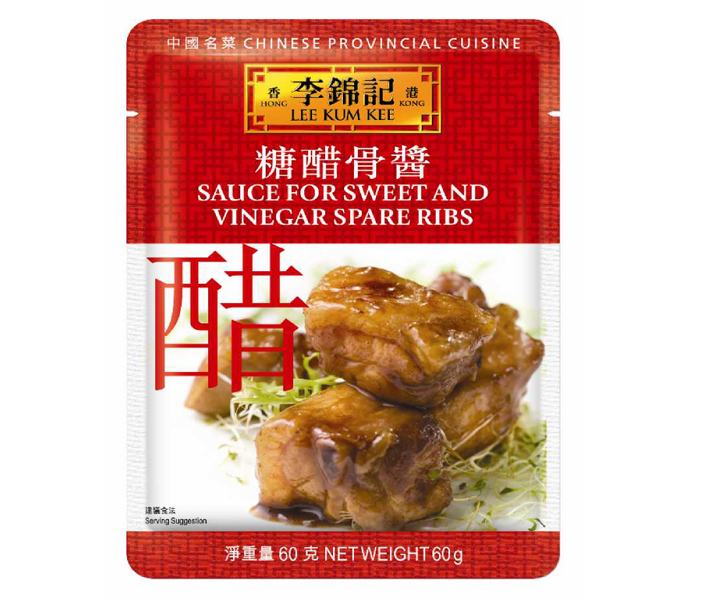 中國名菜 CHINESE PROVINCIAL CUISINE
香 李錦記 港
HONG LEE KUM KEE KONG
糖醋骨醬
SAUCE FOR SWEET AND
VINEGAR SPARE RIBS
醋
建議食法
Serving Suggestion
淨重量 60 克 NET WEIGHT 60g